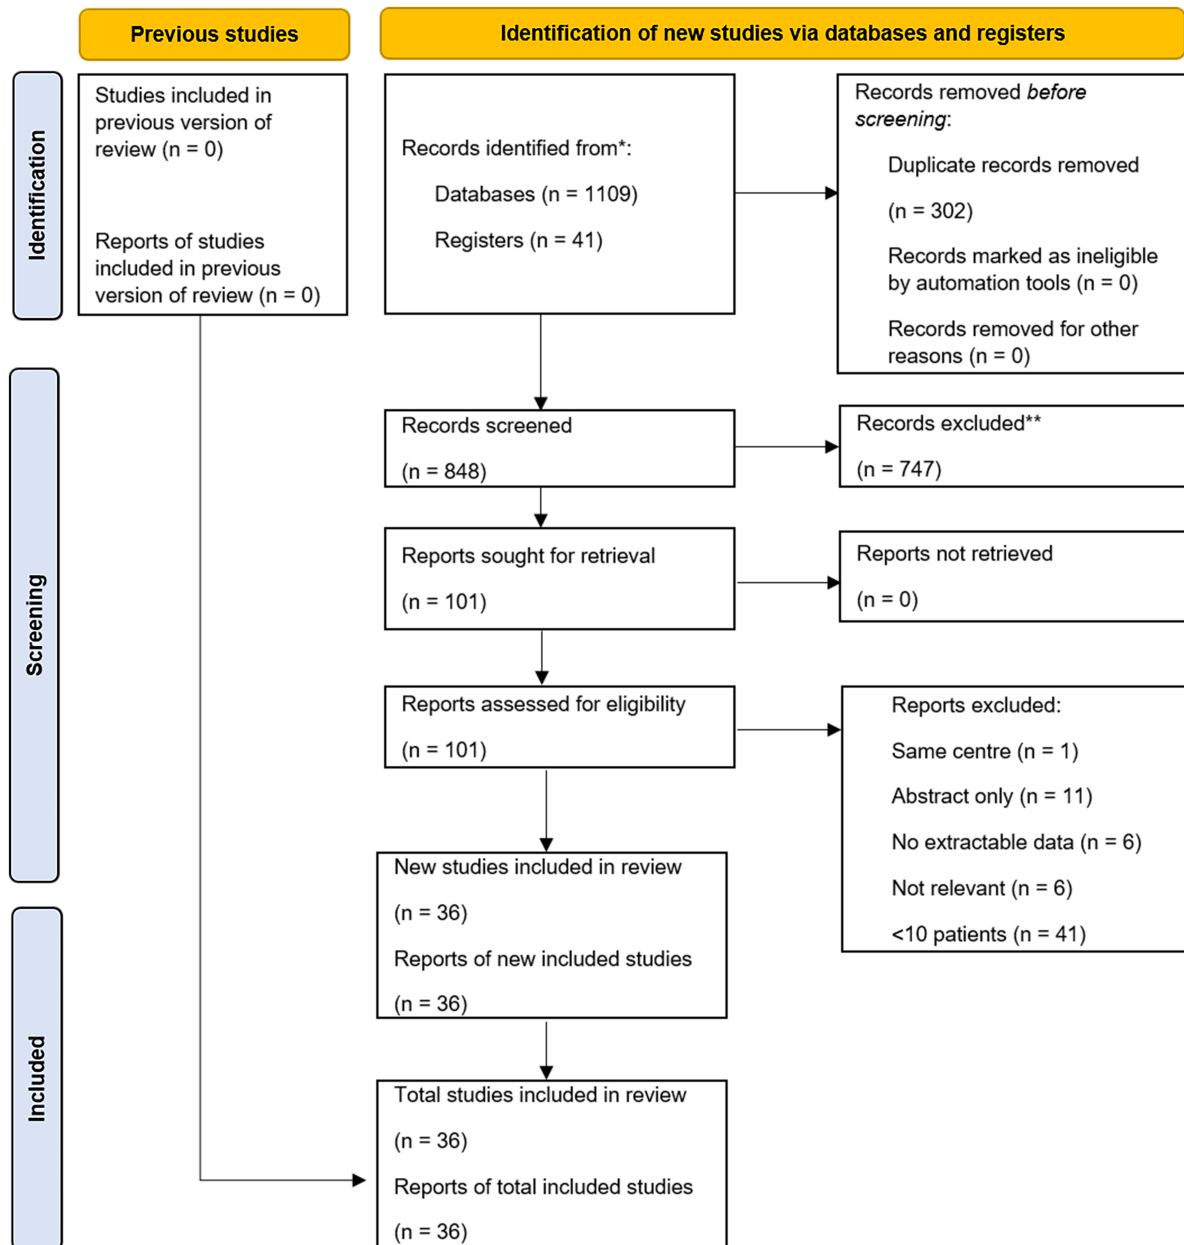 Previous studies
Identification of new studies via databases and registers
Identification
Studies included in
previous version of
review (n = 0)
Reports of studies
included in previous
version of review (n = 0)
Records identified from*:
Databases (n = 1109)
Registers (n = 41)
Records removed before
screening:
Duplicate records removed
(n = 302)
Records marked as ineligible
by automation tools (n = 0)
Records removed for other
reasons (n = 0)
Screening
Records screened
(n = 848)
Records excluded**
(n = 747)
Reports sought for retrieval
(n = 101)
Reports not retrieved
(n = 0)
Reports assessed for eligibility
(n = 101)
Reports excluded:
Same centre (n = 1)
Abstract only (n = 11)
No extractable data (n = 6)
Not relevant (n = 6)
<10 patients (n = 41)
New studies included in review
(n = 36)
Reports of new included studies
(n = 36)
Included
Total studies included in review
(n = 36)
Reports of total included studies
(n = 36)